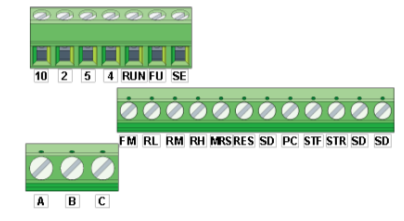 10 2 5 4 RUN FU SE
FM RL RM RH MRS RES SD PC STF STR SD SD
A B C